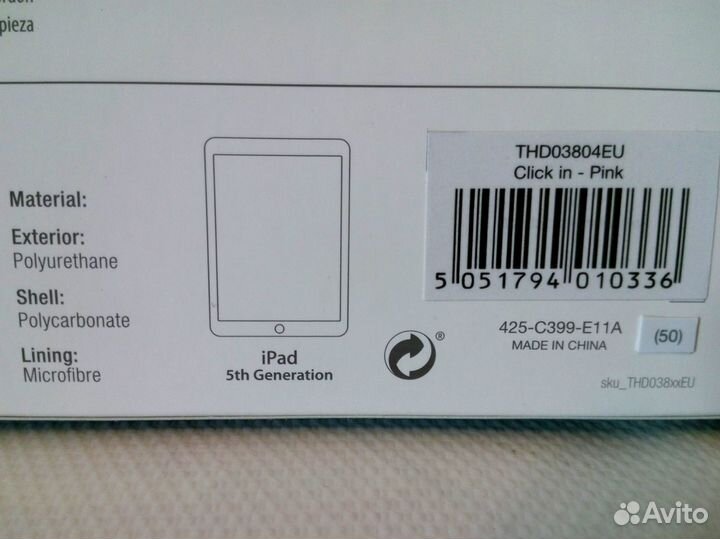 pieza
Material:
Exterior:
Polyurethane
Shell:
Polycarbonate
Lining:
Microfibre
iPad
5th Generation
®
THD03804EU
Click in - Pink
5 051794 010336
425-C399-E11A
MADE IN CHINA
(50)
sku_THD038xxEU
Avito